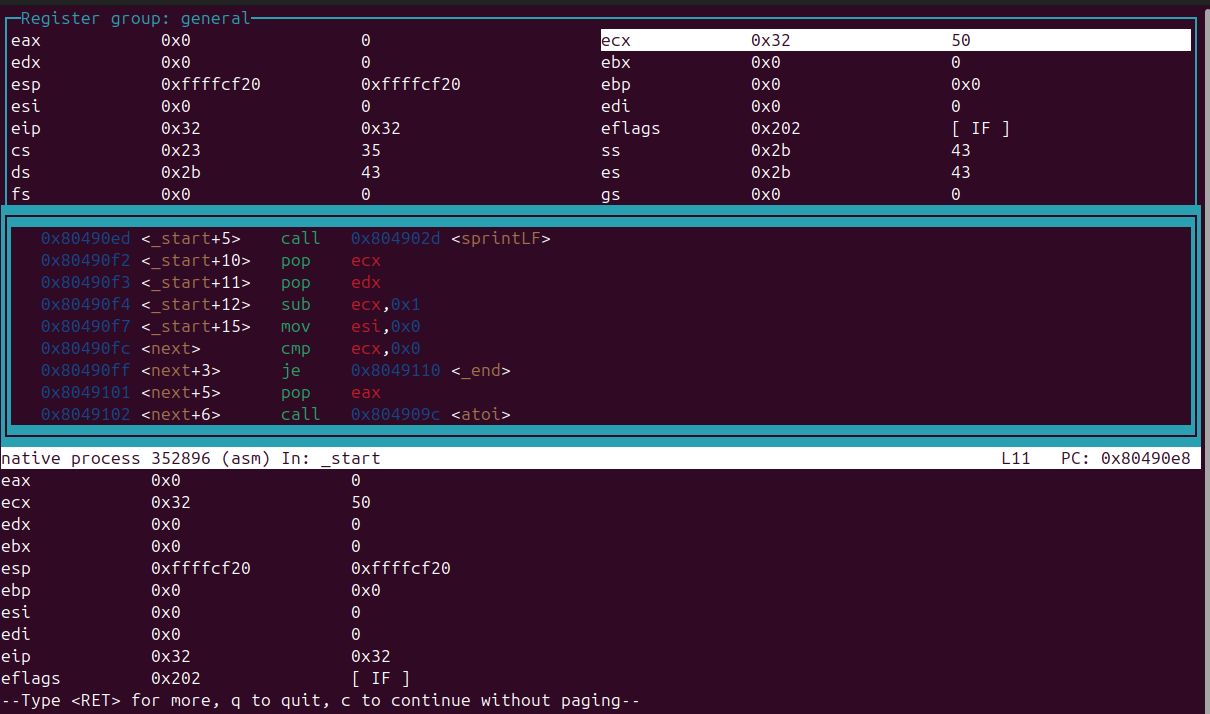 Register group: general
eax 0x0 0 ecx 0x32 50
edx 0x0 0 ebx 0x0 0
esp 0xffffcf20 0xffffcf20 ebp 0x0 0x0
esi 0x0 0 edi 0x0 0
eip 0x32 0x32 eflags 0x202 [ IF ]
cs 0x23 35 ss 0x2b 43
ds 0x2b 43 es 0x2b 43
fs 0x0 0 gs 0x0 0
0x80490ed <_start+5> call 0x804902d <sprintLF>
0x80490f2 <_start+10> pop ecx
0x80490f3 <_start+11> pop edx
0x80490f4 <_start+12> sub ecx,0x1
0x80490f7 <_start+15> mov esi,0x0
0x80490fc <next> cmp ecx,0x0
0x80490ff <next+3> je 0x8049110 <_end>
0x8049101 <next+5> pop eax
0x8049102 <next+6> call 0x804909c <atoi>
native process 352896 (asm) In: _start L11 PC: 0x80490e8
eax 0x0 0
ecx 0x32 50
edx 0x0 0
ebx 0x0 0
esp 0xffffcf20 0xffffcf20
ebp 0x0 0x0
esi 0x0 0
edi 0x0 0
eip 0x32 0x32
eflags 0x202 [ IF ]
--Type <RET> for more, q to quit, c to continue without paging--